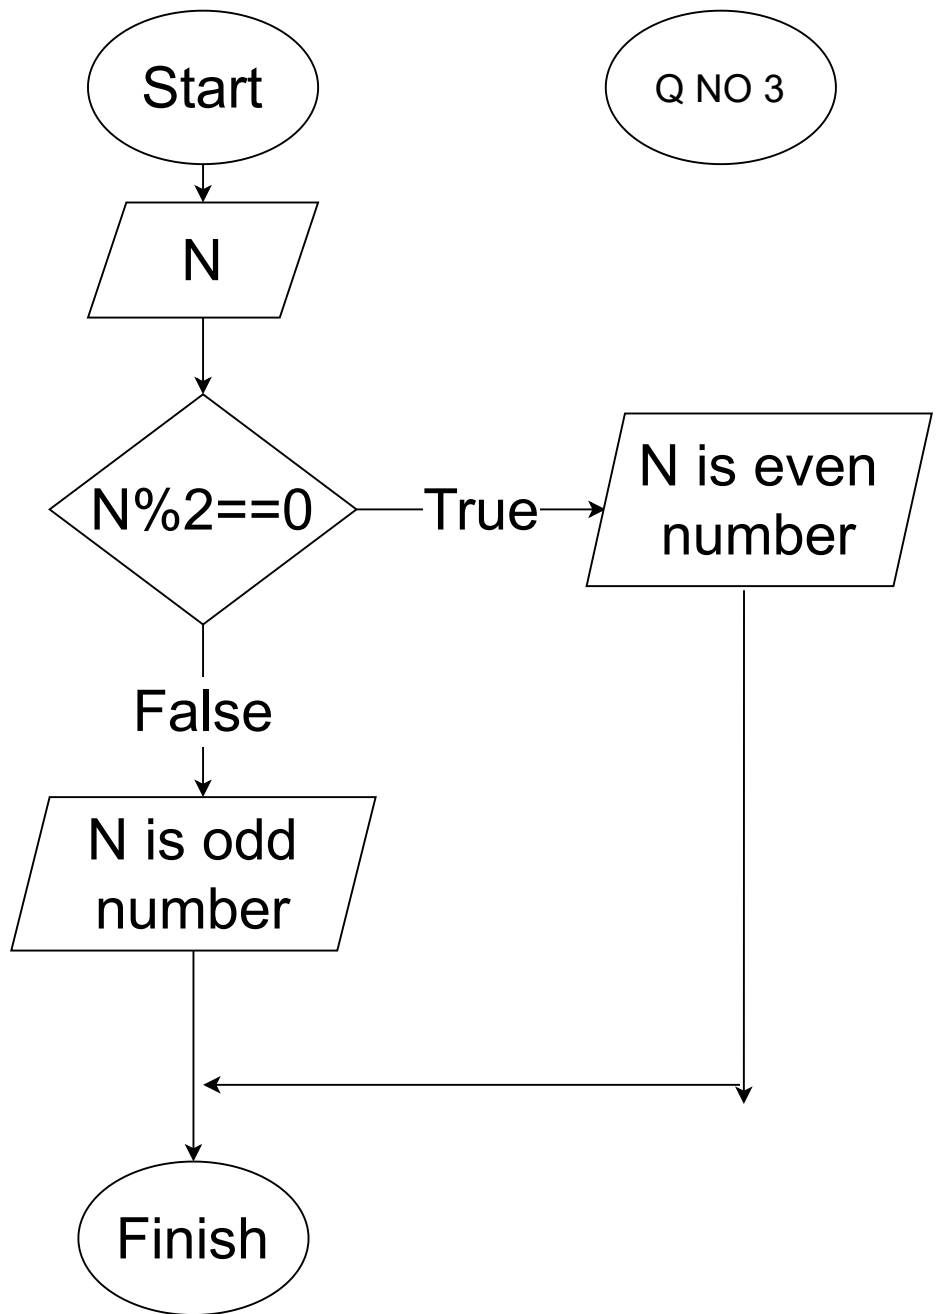 Start
Q NO 3
N
N%2==0
True
N is even
number
False
N is odd
number
Finish